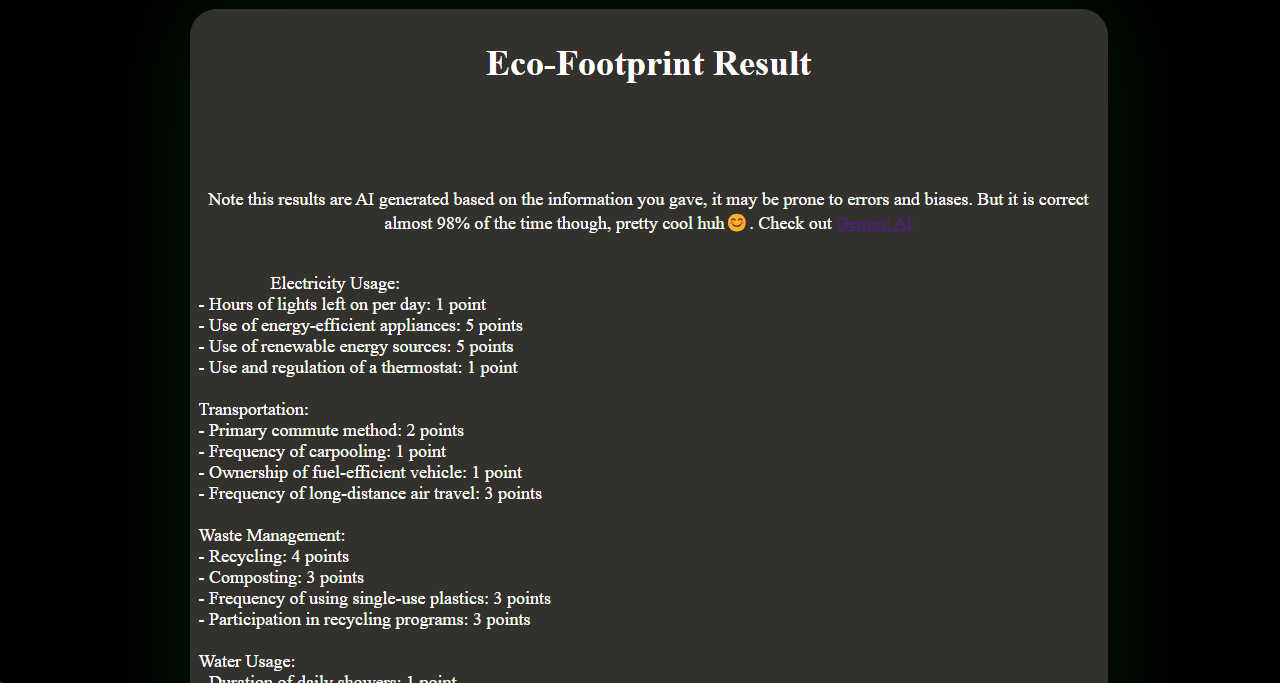 Eco-Footprint Result
Note this results are AI generated based on the information you gave, it may be prone to errors and biases. But it is correct
almost 98% of the time though, pretty cool huh😊. Check out Gemini AI
Electricity Usage:
- Hours of lights left on per day: 1 point
- Use of energy-efficient appliances: 5 points
- Use of renewable energy sources: 5 points
- Use and regulation of a thermostat: 1 point
Transportation:
- Primary commute method: 2 points
- Frequency of carpooling: 1 point
- Ownership of fuel-efficient vehicle: 1 point
- Frequency of long-distance air travel: 3 points
Waste Management:
- Recycling: 4 points
- Composting: 3 points
- Frequency of using single-use plastics: 3 points
- Participation in recycling programs: 3 points
Water Usage:
- Duration of daily showers: 1 point